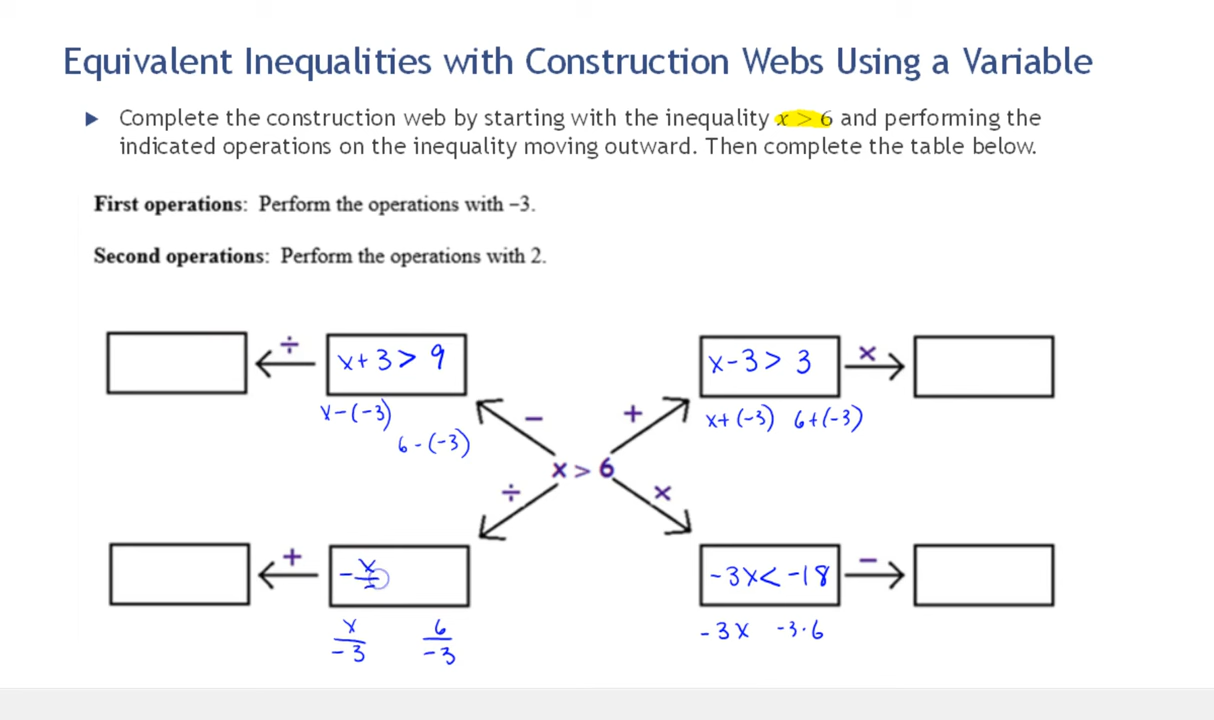 Equivalent Inequalities with Construction Webs Using a Variable
Complete the construction web by starting with the inequality x > 6 and performing the
indicated operations on the inequality moving outward. Then complete the table below.
First operations: Perform the operations with −3.
Second operations: Perform the operations with 2.
÷ x + 3 > 9
x − 3 > 3 ×
x − (−3)
6 − (−3)
−
+
x + (−3) 6 + (−3)
x > 6
÷
×
+ −x
−3x < −18 −
x/−3 6/−3
−3x −3·6